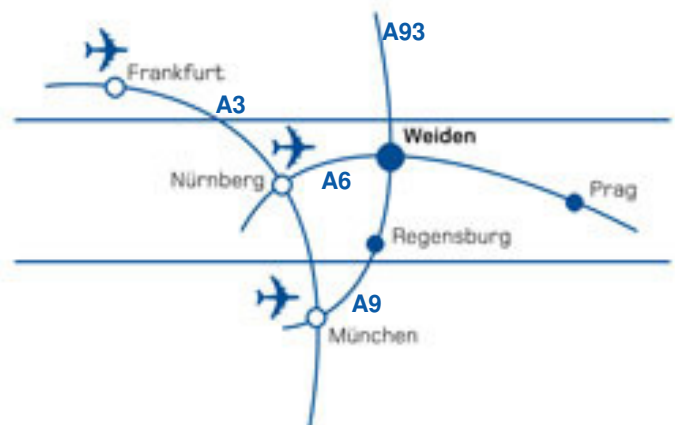 A93
Frankfurt
A3
Weiden
Nürnberg
A6
Prag
Regensburg
A9
München